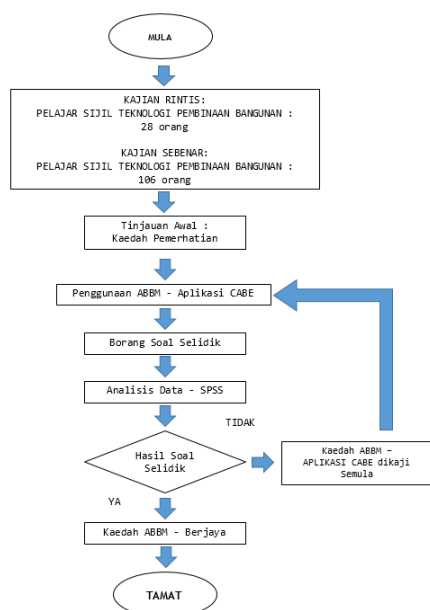 MULA
KAJIAN RINTIS:
PELAJAR SIJIL TEKNOLOGI PEMBINAAN BANGUNAN :
28 orang
KAJIAN SEBENAR:
PELAJAR SIJIL TEKNOLOGI PEMBINAAN BANGUNAN :
106 orang
Tinjauan Awal :
Kaedah Pemerhatian
Penggunaan ABBM - Aplikasi CABE
Borang Soal Selidik
Analisis Data - SPSS
TIDAK
Hasil Soal
Selidik
Kaedah ABBM –
APLIKASI CABE dikaji
Semula
YA
Kaedah ABBM - Berjaya
TAMAT